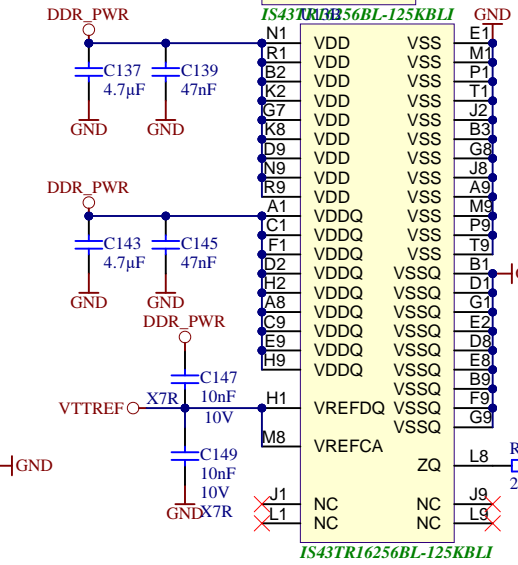 DDR_PWR
IS43TR16256BL-125KBLI
GND
C137
4.7µF
C139
47nF
GND
GND
N1 VDD VSS E1
R1 VDD VSS M1
B2 VDD VSS P1
K2 VDD VSS T1
G7 VDD VSS J2
K8 VDD VSS B3
D9 VDD VSS G8
N9 VDD VSS J8
R9 VDD VSS A9
DDR_PWR
A1 VDDQ VSS M9
C1 VDDQ VSS P9
F1 VDDQ VSS T9
D2 VDDQ VSSQ B1
H2 VDDQ VSSQ D1
A8 VDDQ VSSQ G1
C9 VDDQ VSSQ E2
E9 VDDQ VSSQ D8
H9 VDDQ VSSQ E8
VSSQ B9
C143
4.7µF
C145
47nF
GND
GND
DDR_PWR
C147
10nF
10V
X7R
VTTREF
H1 VREFDQ VSSQ F9
VSSQ G9
M8 VREFCA
C149
10nF
10V
X7R
GND
GND
ZQ L8
R
2
J1 NC NC J9
L1 NC NC L9
IS43TR16256BL-125KBLI